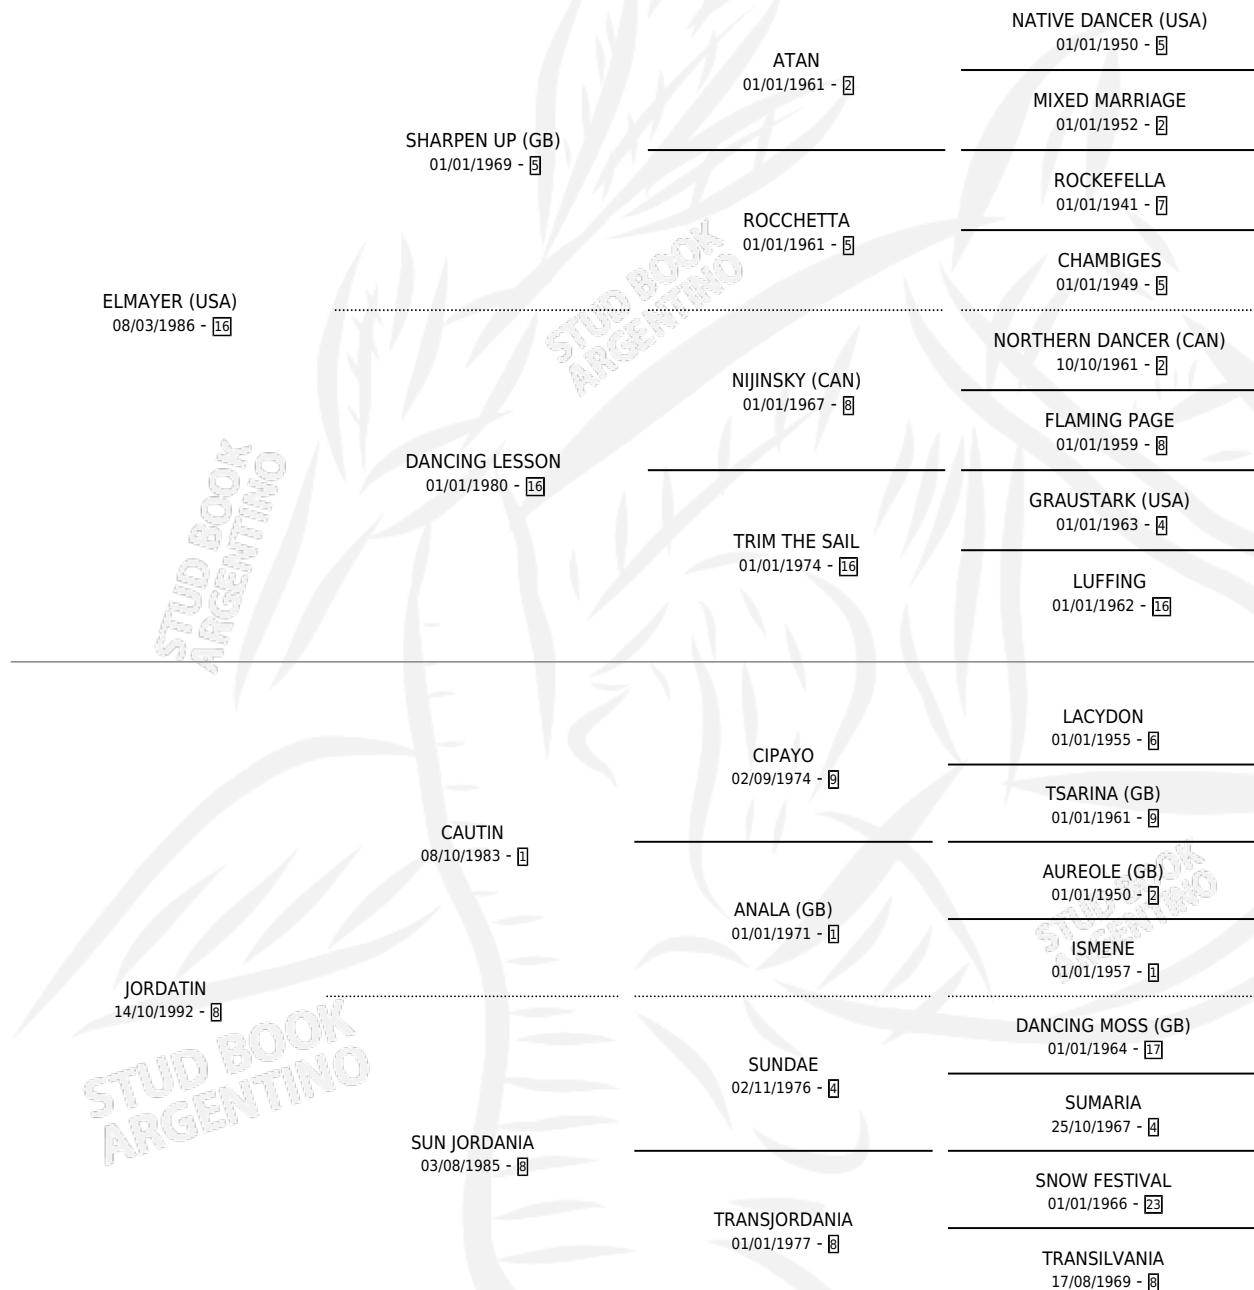 NATIVE DANCER (USA)
01/01/1950 - 5
ATAN
01/01/1961 - 2
MIXED MARRIAGE
01/01/1952 - 2
SHARPEN UP (GB)
01/01/1969 - 5
ROCKEFELLA
01/01/1941 - 7
ROCCHETTA
01/01/1961 - 5
CHAMBIGES
01/01/1949 - 5
ELMAYER (USA)
08/03/1986 - 16
NORTHERN DANCER (CAN)
10/10/1961 - 2
NIJINSKY (CAN)
01/01/1967 - 8
FLAMING PAGE
01/01/1959 - 8
DANCING LESSON
01/01/1980 - 16
GRAUSTARK (USA)
01/01/1963 - 4
TRIM THE SAIL
01/01/1974 - 16
LUFFING
01/01/1962 - 16
LACYDON
01/01/1955 - 6
CIPAYO
02/09/1974 - 9
TSARINA (GB)
01/01/1961 - 9
CAUTIN
08/10/1983 - 1
AUREOLE (GB)
01/01/1950 - 2
ANALA (GB)
01/01/1971 - 1
ISMENE
01/01/1957 - 1
JORDATIN
14/10/1992 - 8
DANCING MOSS (GB)
01/01/1964 - 17
SUNDAE
02/11/1976 - 4
SUMARIA
25/10/1967 - 4
SUN JORDANIA
03/08/1985 - 8
SNOW FESTIVAL
01/01/1966 - 23
TRANSJORDANIA
01/01/1977 - 8
TRANSILVANIA
17/08/1969 - 8
STUD BOOK
ARGENTINO
STUD BOOK
ARGENTINO
STUD BOOK
ARGENTINO
STUD BOOK
ARGENTINO